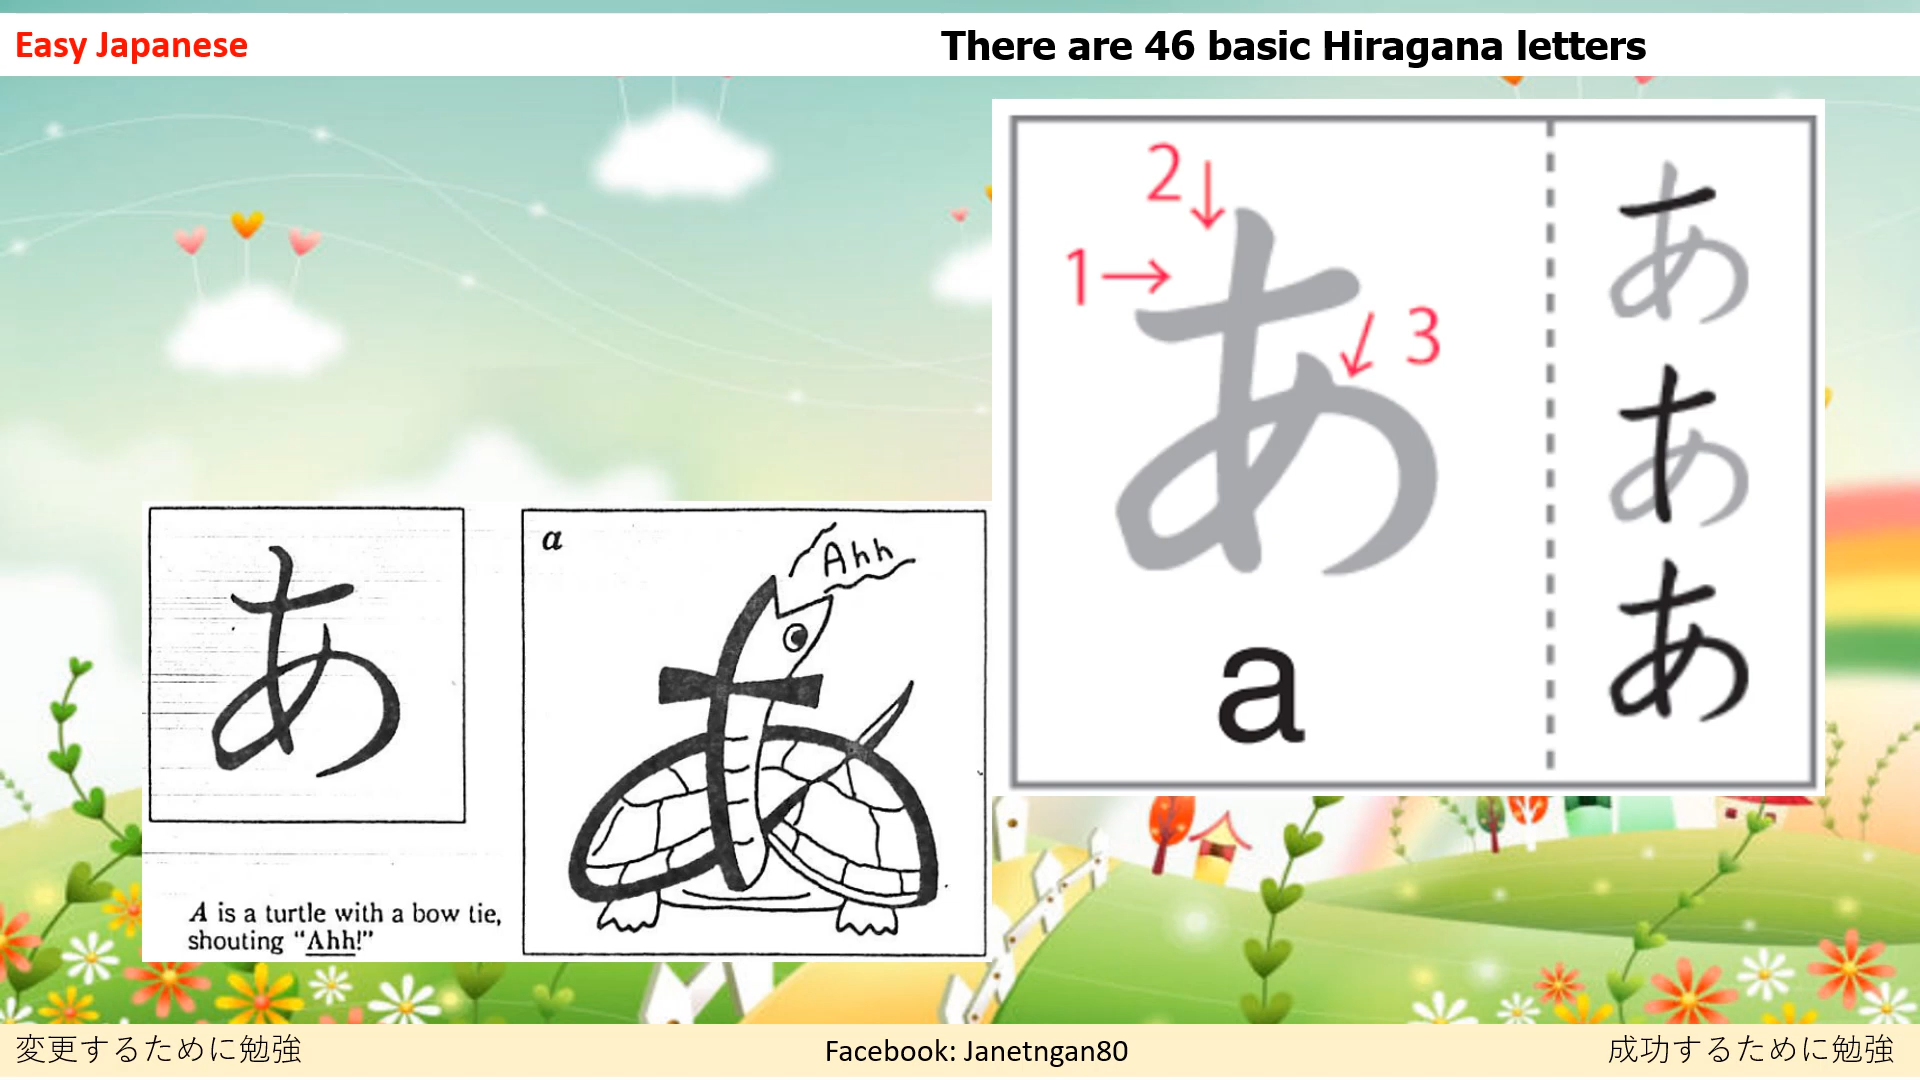 Easy Japanese
There are 46 basic Hiragana letters
2
1
3
あ
a
あ
あ
あ
あ
a
Ahh
A is a turtle with a bow tie,
shouting “Ahh!”
変更するために勉強
Facebook: Janetngan80
成功するために勉強